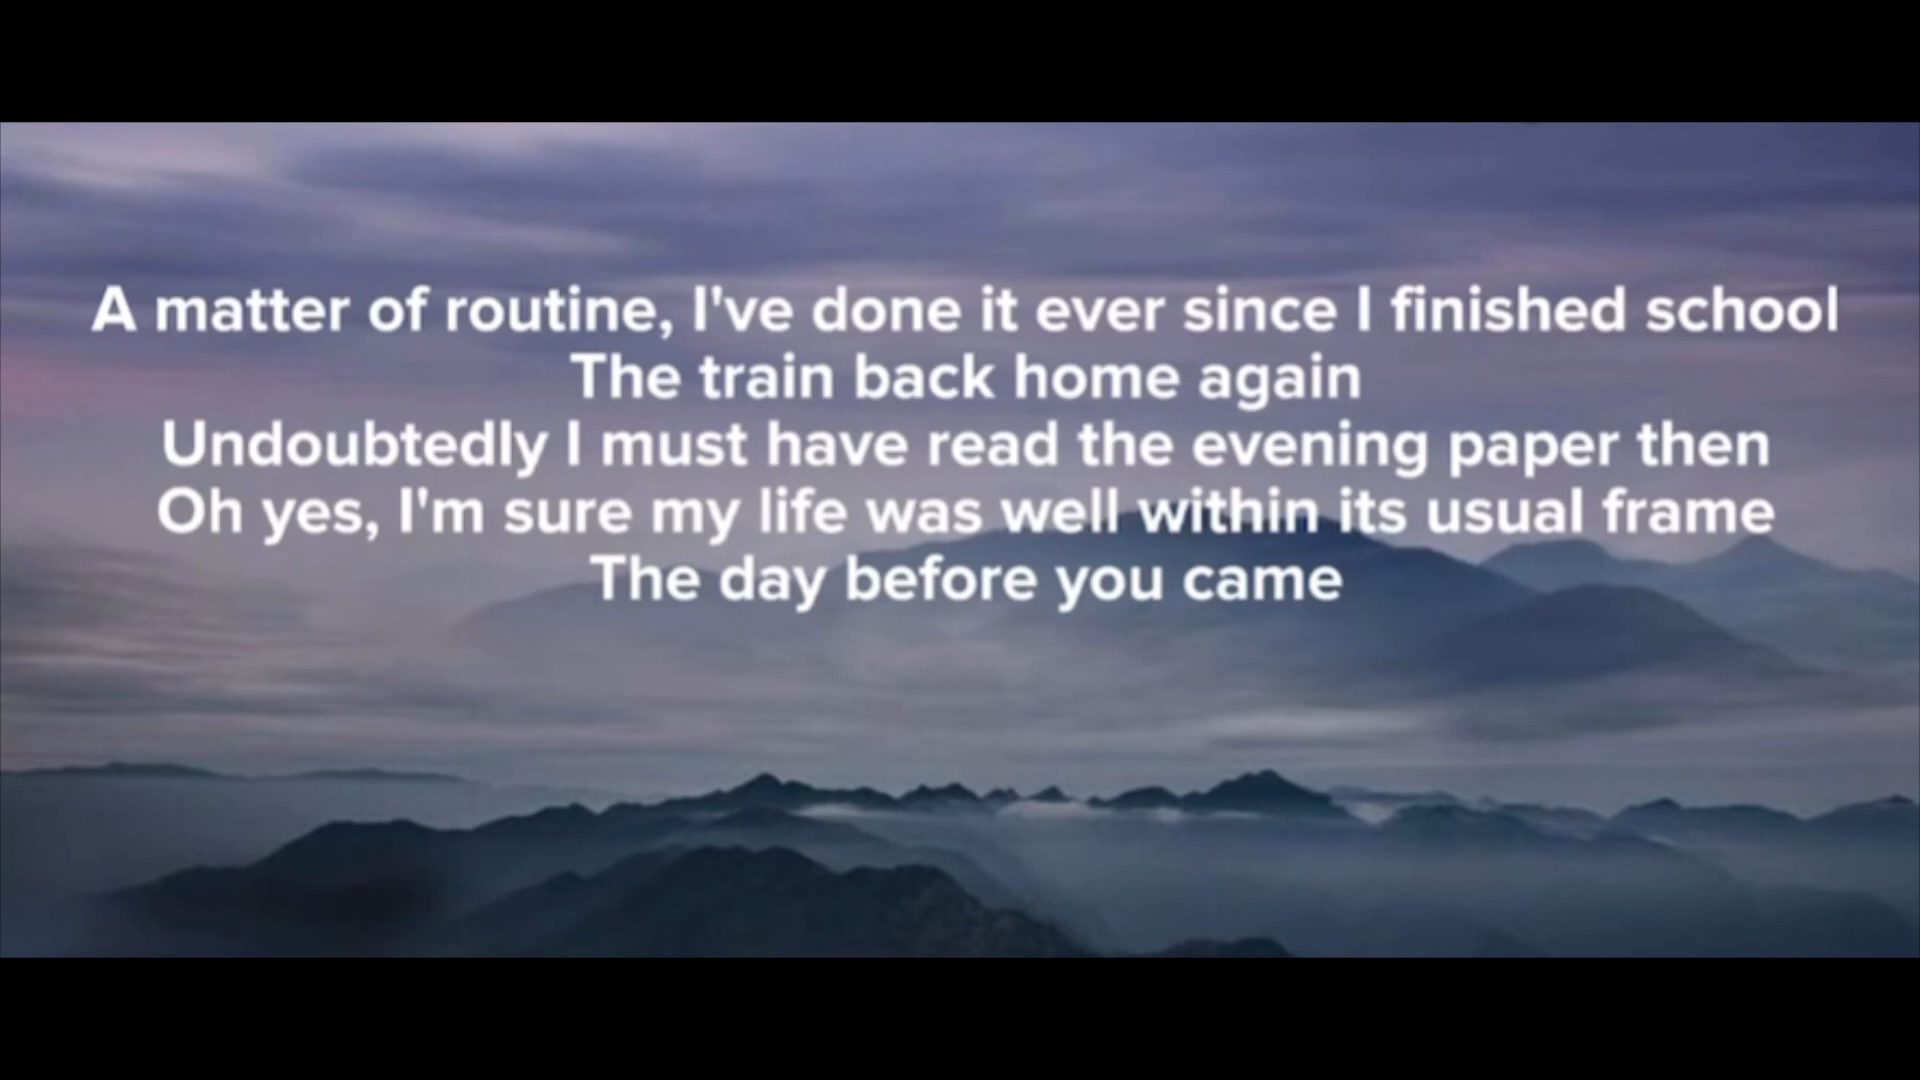 A matter of routine, I've done it ever since I finished school
The train back home again
Undoubtedly I must have read the evening paper then
Oh yes, I'm sure my life was well within its usual frame
The day before you came